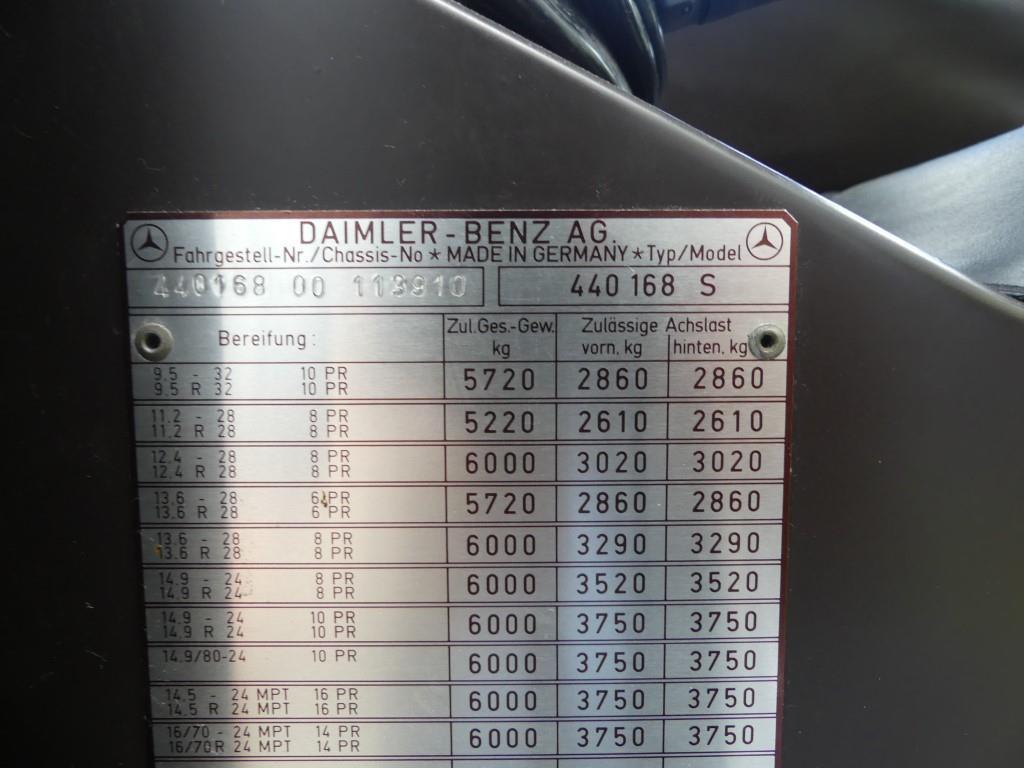 DAIMLER-BENZ AG
Fahrgestell-Nr./Chassis-No * MADE IN GERMANY * Typ/Model
440168 00 113910 440 168 S
Bereifung: Zul.Ges.-Gew. kg Zulässige Achslast
vorn, kg hinten, kg
9.5 - 32 10 PR
9.5 R 32 10 PR
5720 2860 2860
11.2 - 28 8 PR
11.2 R 28 8 PR
5220 2610 2610
12.4 - 28 8 PR
12.4 R 28 8 PR
6000 3020 3020
13.6 - 28 6 PR
13.6 R 28 6 PR
5720 2860 2860
13.6 - 28 8 PR
13.6 R 28 8 PR
6000 3290 3290
14.9 - 24 8 PR
14.9 R 24 8 PR
6000 3520 3520
14.9 - 24 10 PR
14.9 R 24 10 PR
6000 3750 3750
14.9/80-24 10 PR
6000 3750 3750
14.5 - 24 MPT 16 PR
14.5 R 24 MPT 16 PR
6000 3750 3750
16/70 - 24 MPT 14 PR
16/70 R 24 MPT 14 PR
6000 3750 3750